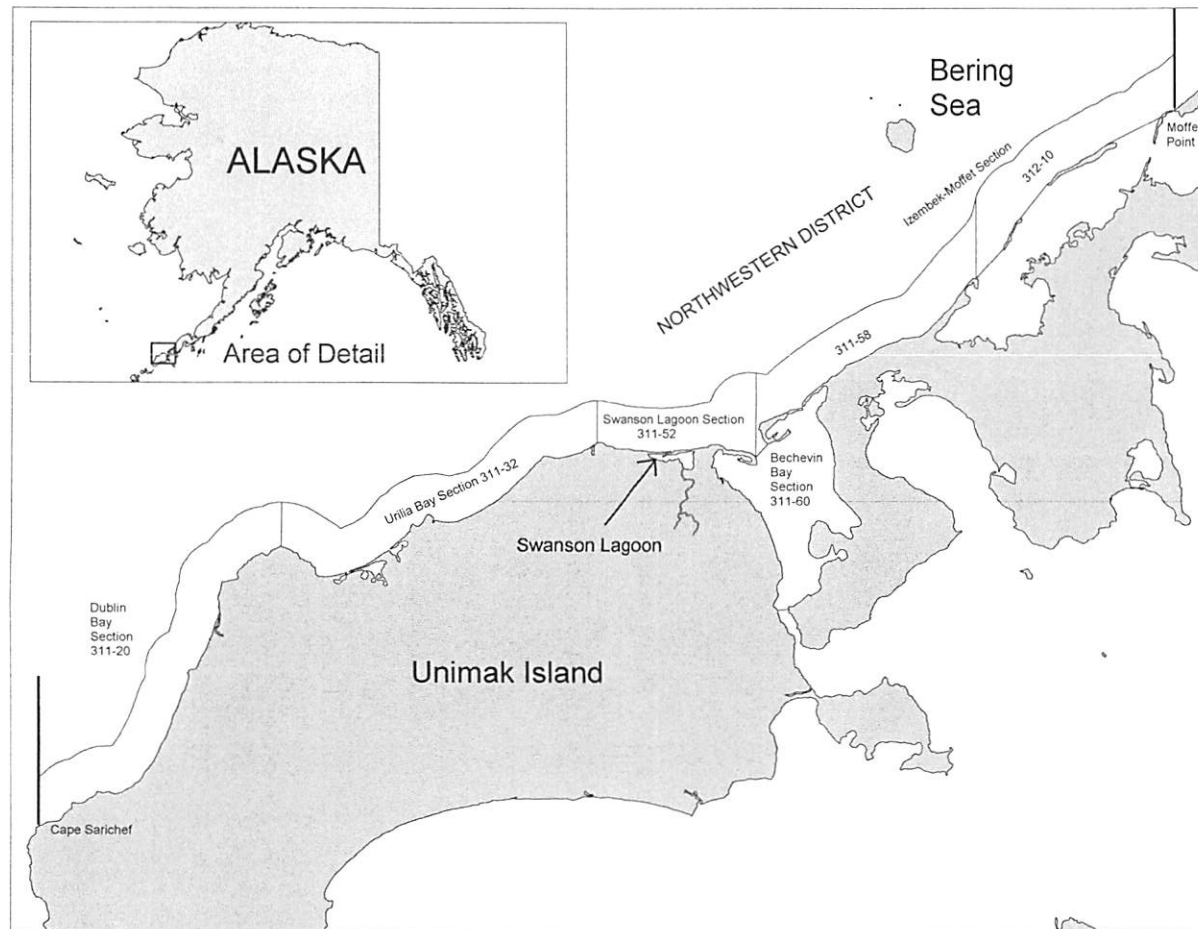 ALASKA
Area of Detail
Bering
Sea
Moffe
Point
Izembek-Moffet Section
312-10
NORTHWESTERN DISTRICT
311-58
Swanson Lagoon Section
311-52
Bechevin
Bay
Section
311-60
Urilia Bay Section 311-32
Swanson Lagoon
Dublin
Bay
Section
311-20
Unimak Island
Cape Sarichef